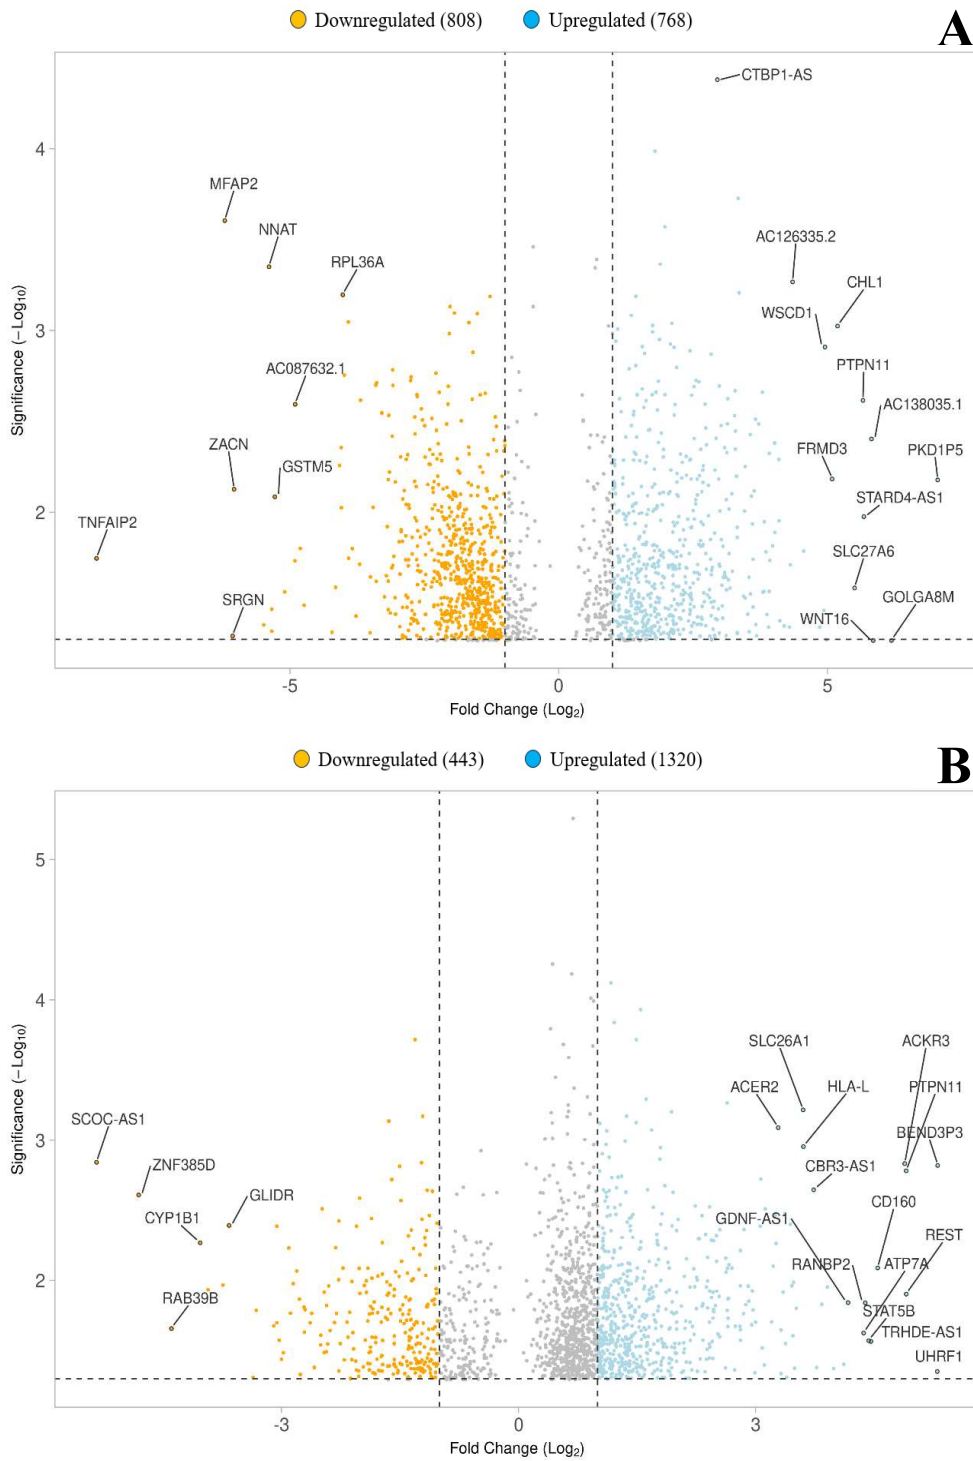 Downregulated (808) Upregulated (768) A
CTBP1-AS
4
MFAP2
NNAT
AC126335.2
RPL36A
CHL1
WSCD1
3
PTPN11
AC087632.1
AC138035.1
ZACN
FRMD3
PKD1P5
GSTM5
STARD4-AS1
2
TNFAIP2
SLC27A6
SRGN
GOLGA8M
WNT16
Significance (−Log10)
-5 0 5
Fold Change (Log2)
Downregulated (443) Upregulated (1320) B
5
4
SLC26A1
ACKR3
ACER2
HLA-L
PTPN11
SCOC-AS1
BEND3P3
3
ZNF385D
CBR3-AS1
GLIDR
CD160
CYP1B1
GDNF-AS1
REST
RANBP2
ATP7A
2
RAB39B
STAT5B
TRHDE-AS1
UHRF1
Significance (−Log10)
-3 0 3
Fold Change (Log2)